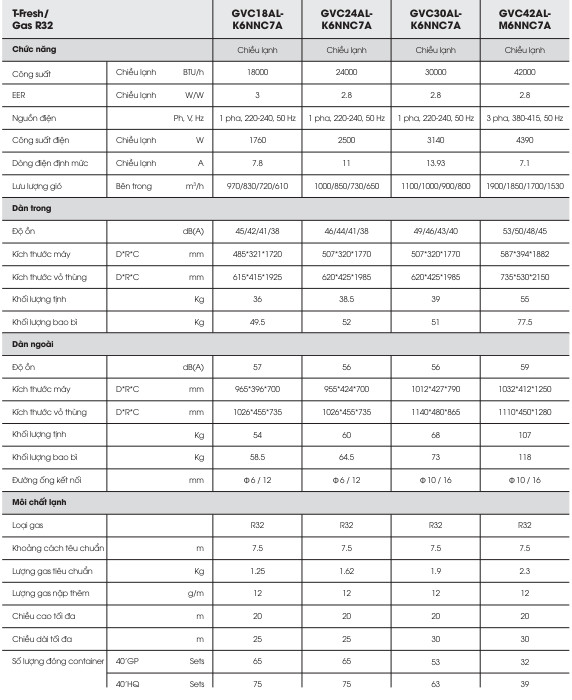 T-Fresh/ Gas R32 GVC18AL-K6NNC7A GVC24AL-K6NNC7A GVC30AL-K6NNC7A GVC42AL-M6NNC7A
Chức năng Chiều lạnh Chiều lạnh Chiều lạnh Chiều lạnh
Công suất Chiều lạnh BTU/h 18000 24000 30000 42000
EER Chiều lạnh W/W 3 2.8 2.8 2.8
Nguồn điện Ph, V, Hz 1 pha, 220-240, 50 Hz 1 pha, 220-240, 50 Hz 1 pha, 220-240, 50 Hz 3 pha, 380-415, 50 Hz
Công suất điện Chiều lạnh W 1760 2500 3140 4390
Dòng điện định mức Chiều lạnh A 7.8 11 13.93 7.1
Lưu lượng gió Bên trong m³/h 970/830/720/610 1000/850/730/650 1100/1000/900/800 1900/1850/1700/1530
Dàn trong
Độ ồn dB(A) 45/42/41/38 46/44/41/38 49/46/43/40 53/50/48/45
Kích thước máy D*R*C mm 485*321*1720 507*320*1770 507*320*1770 587*394*1882
Kích thước vỏ thùng D*R*C mm 615*415*1925 620*425*1985 620*425*1985 735*530*2150
Khối lượng tịnh Kg 36 38.5 39 55
Khối lượng bao bì Kg 49.5 52 51 77.5
Dàn ngoài
Độ ồn dB(A) 57 56 56 59
Kích thước máy D*R*C mm 965*396*700 955*424*700 1012*427*790 1032*412*1250
Kích thước vỏ thùng D*R*C mm 1026*455*735 1026*455*735 1140*480*865 1110*450*1280
Khối lượng tịnh Kg 54 60 68 107
Khối lượng bao bì Kg 58.5 64.5 73 118
Đường ống kết nối mm Φ 6 / 12 Φ 6 / 12 Φ 10 / 16 Φ 10 / 16
Môi chất lạnh
Loại gas R32 R32 R32 R32
Khoảng cách têu chuẩn m 7.5 7.5 7.5 7.5
Lượng gas tiêu chuẩn Kg 1.25 1.62 1.9 2.3
Lượng gas nạp thêm g/m 12 12 12 12
Chiều cao tối đa m 20 20 20 20
Chiều dài tối đa m 25 25 30 30
Số lượng đóng container 40'GP Sets 65 65 53 32
40'HQ Sets 75 75 63 39